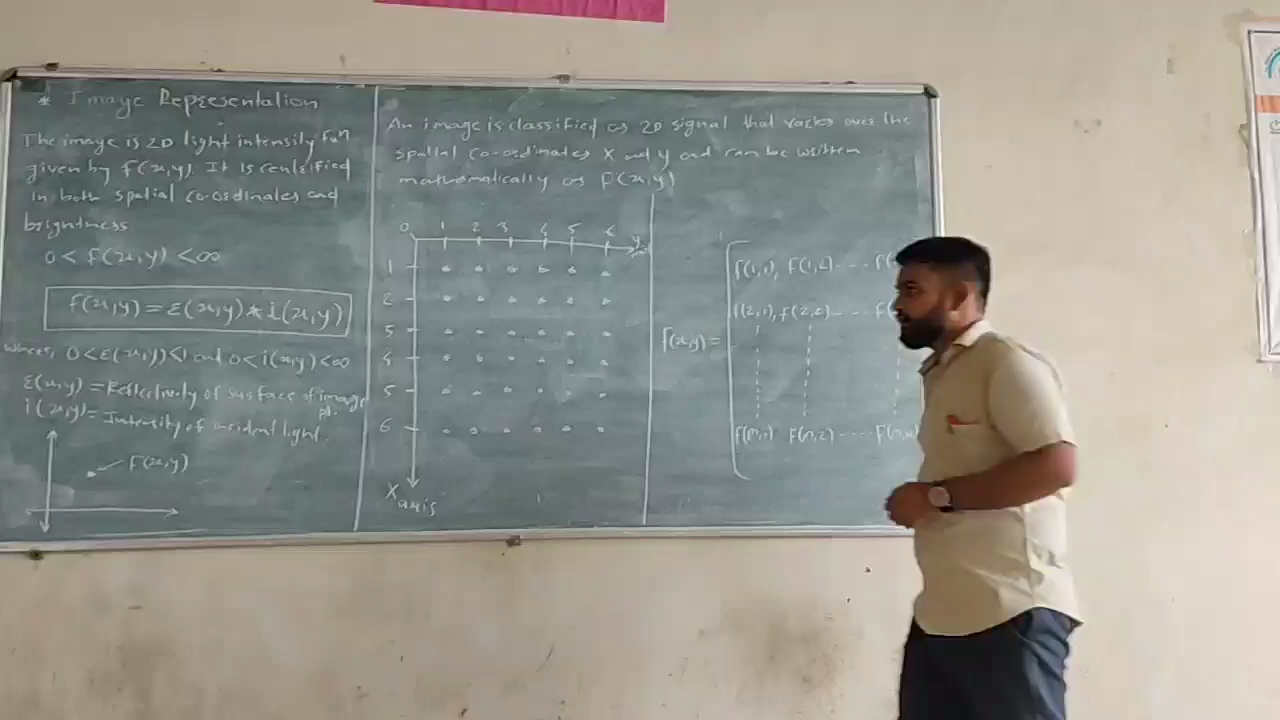 * Image Representation
The image is 2D light intensity fun
given by f(x,y). It is
in both spatial co-ordinates and
brightness
0 < f(x,y) < ∞
f(x,y) = ε(x,y) * i(x,y)
Where, 0 < ε(x,y) < 1 and 0 < i(x,y) < ∞
ε(x,y) = Reflectivity of surface of image
pt.
i(x,y) = Intensity of incident light.
F(x,y)
An image is classified as 2D signal that varies over the
spatial co-ordinates X and y and can be written
mathematically as F(x,y)
0 1 2 3 4 5 6 y
1
2
3
4
5
6
X axis
f(x,y) =
f(1,1), F(1,2) ---- F(
f(2,1), f(2,2) ---- F(
F(m,1) F(m,2) ---- F(m,n)